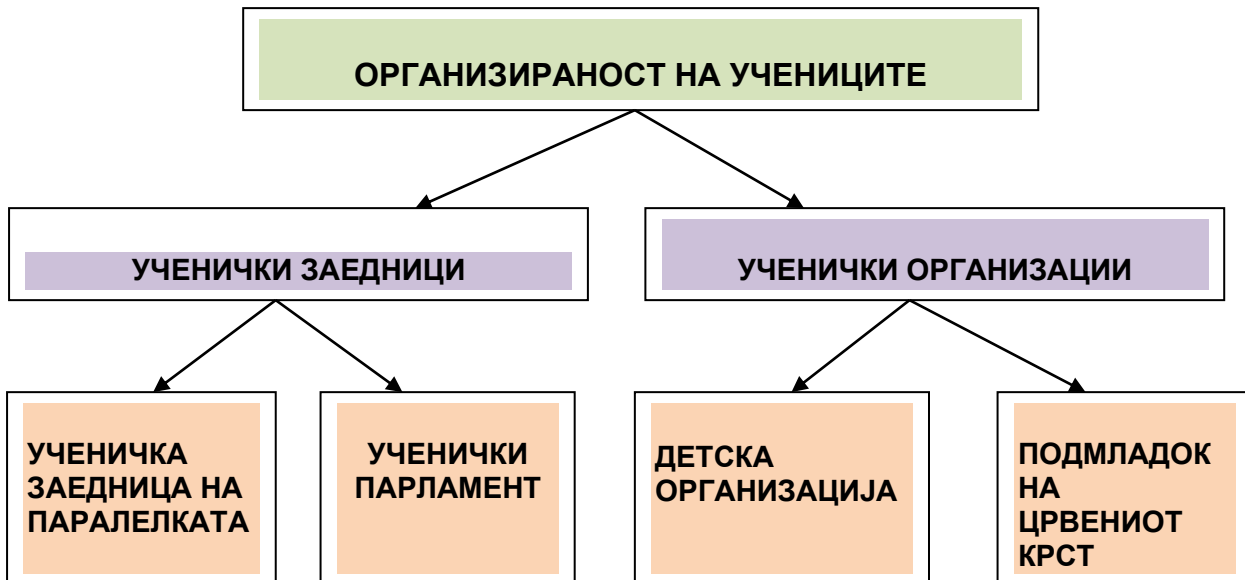 ОРГАНИЗИРАНОСТ НА УЧЕНИЦИТЕ
УЧЕНИЧКИ ЗАЕДНИЦИ
УЧЕНИЧКИ ОРГАНИЗАЦИИ
УЧЕНИЧКА
ЗАЕДНИЦА НА
ПАРАЛЕЛКАТА
УЧЕНИЧКИ
ПАРЛАМЕНТ
ДЕТСКА
ОРГАНИЗАЦИЈА
ПОДМЛАДОК
НА
ЦРВЕНИОТ
КРСТ